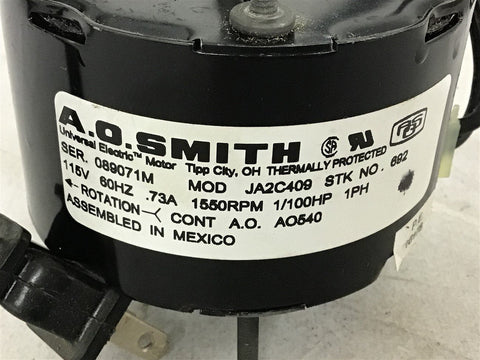 A.O.SMITH
Universal Electric™ Motor Tipp City, OH THERMALLY PROTECTED
SER. 089071M MOD JA2C409 STK NO. 692
115V 60HZ .73A 1550RPM 1/100HP 1PH
←ROTATION-< CONT A.O. AO540
ASSEMBLED IN MEXICO